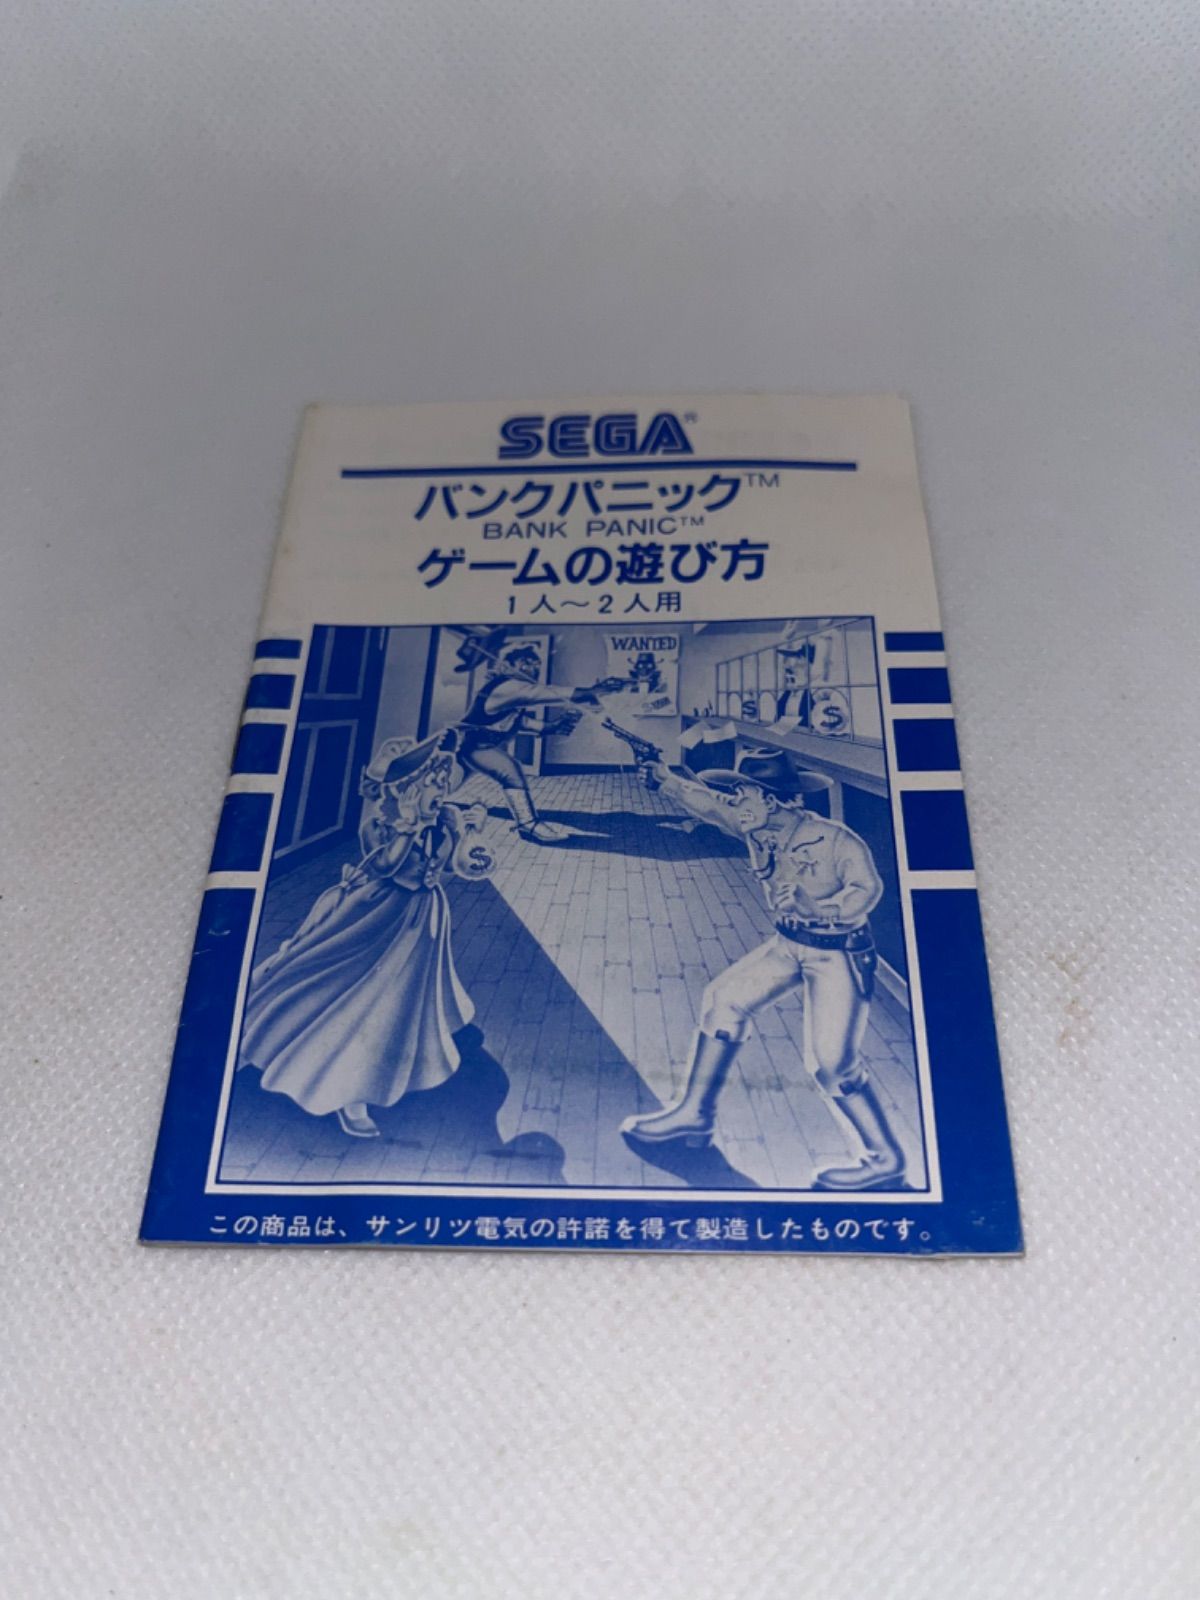 SEGA®
バンクパニック™
BANK PANIC™
ゲームの遊び方
1人～2人用
WANTED
$
$
$
この商品は、サンリツ電気の許諾を得て製造したものです。